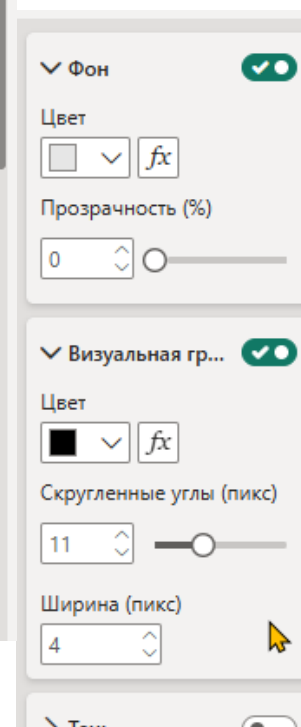 Фон
Цвет
fx
Прозрачность (%)
0
Визуальная гр...
Цвет
fx
Скругленные углы (пикс)
11
Ширина (пикс)
4